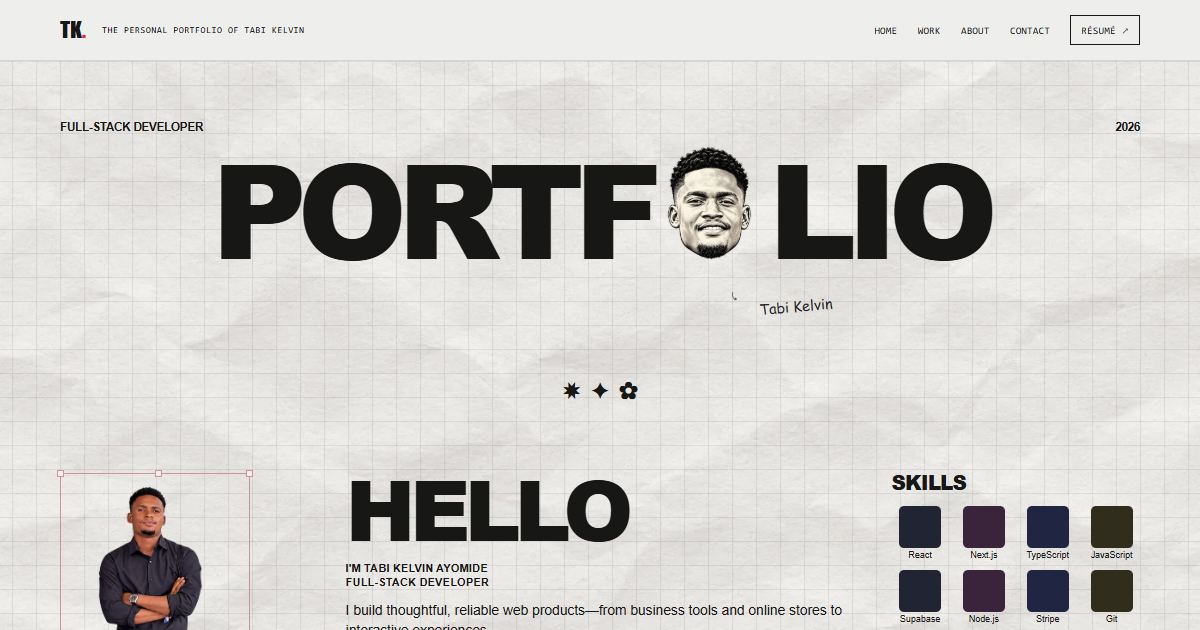 TK. THE PERSONAL PORTFOLIO OF TABI KELVIN HOME WORK ABOUT CONTACT RÉSUMÉ ↗
FULL-STACK DEVELOPER 2026
PORTF LIO
Tabi Kelvin
HELLO
I'M TABI KELVIN AYOMIDE
FULL-STACK DEVELOPER
I build thoughtful, reliable web products—from business tools and online stores to
interactive experiences
SKILLS
React Next.js TypeScript JavaScript
Supabase Node.js Stripe Git